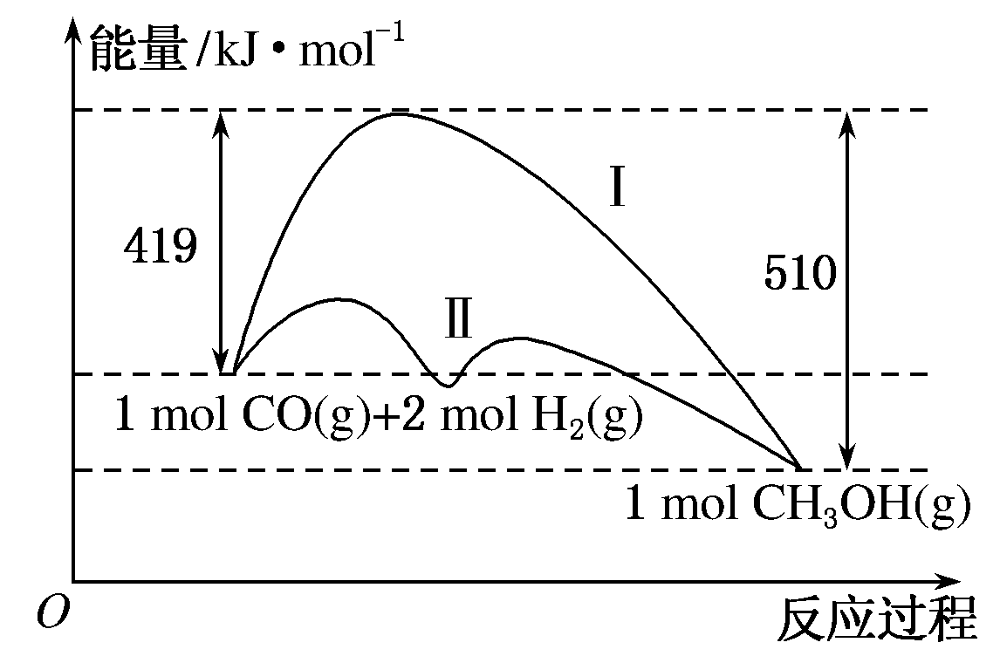 能量/kJ·mol⁻¹
419
Ⅰ
510
Ⅱ
1 mol CO(g)+2 mol H₂(g)
1 mol CH₃OH(g)
O
反应过程